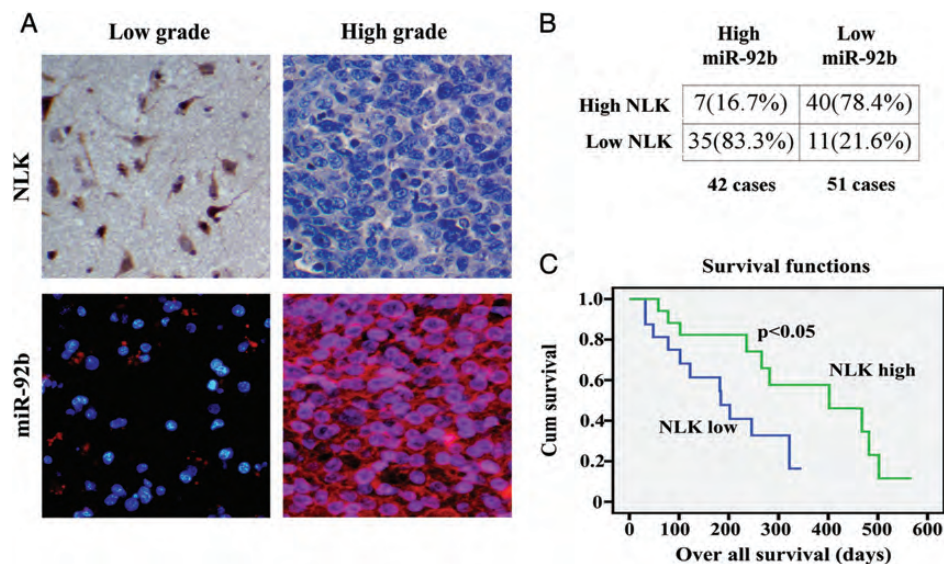 A
Low grade
High grade
NLK
miR-92b
B
High
miR-92b
Low
miR-92b
High NLK
7(16.7%)
40(78.4%)
Low NLK
35(83.3%)
11(21.6%)
42 cases
51 cases
C
Survival functions
Cum survival
1.0
0.8
0.6
0.4
0.2
0
p<0.05
NLK high
NLK low
0
100
200
300
400
500
600
Over all survival (days)